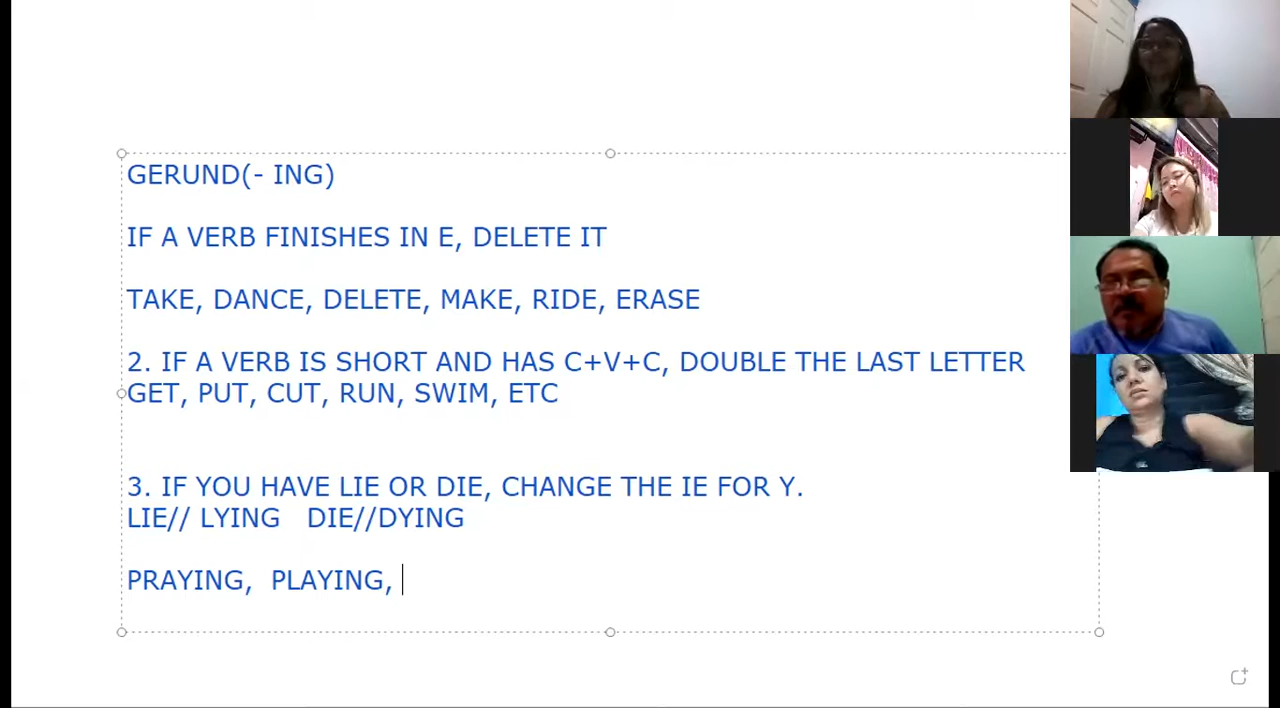 GERUND(- ING)
IF A VERB FINISHES IN E, DELETE IT
TAKE, DANCE, DELETE, MAKE, RIDE, ERASE
2. IF A VERB IS SHORT AND HAS C+V+C, DOUBLE THE LAST LETTER
GET, PUT, CUT, RUN, SWIM, ETC
3. IF YOU HAVE LIE OR DIE, CHANGE THE IE FOR Y.
LIE// LYING   DIE//DYING
PRAYING,  PLAYING,